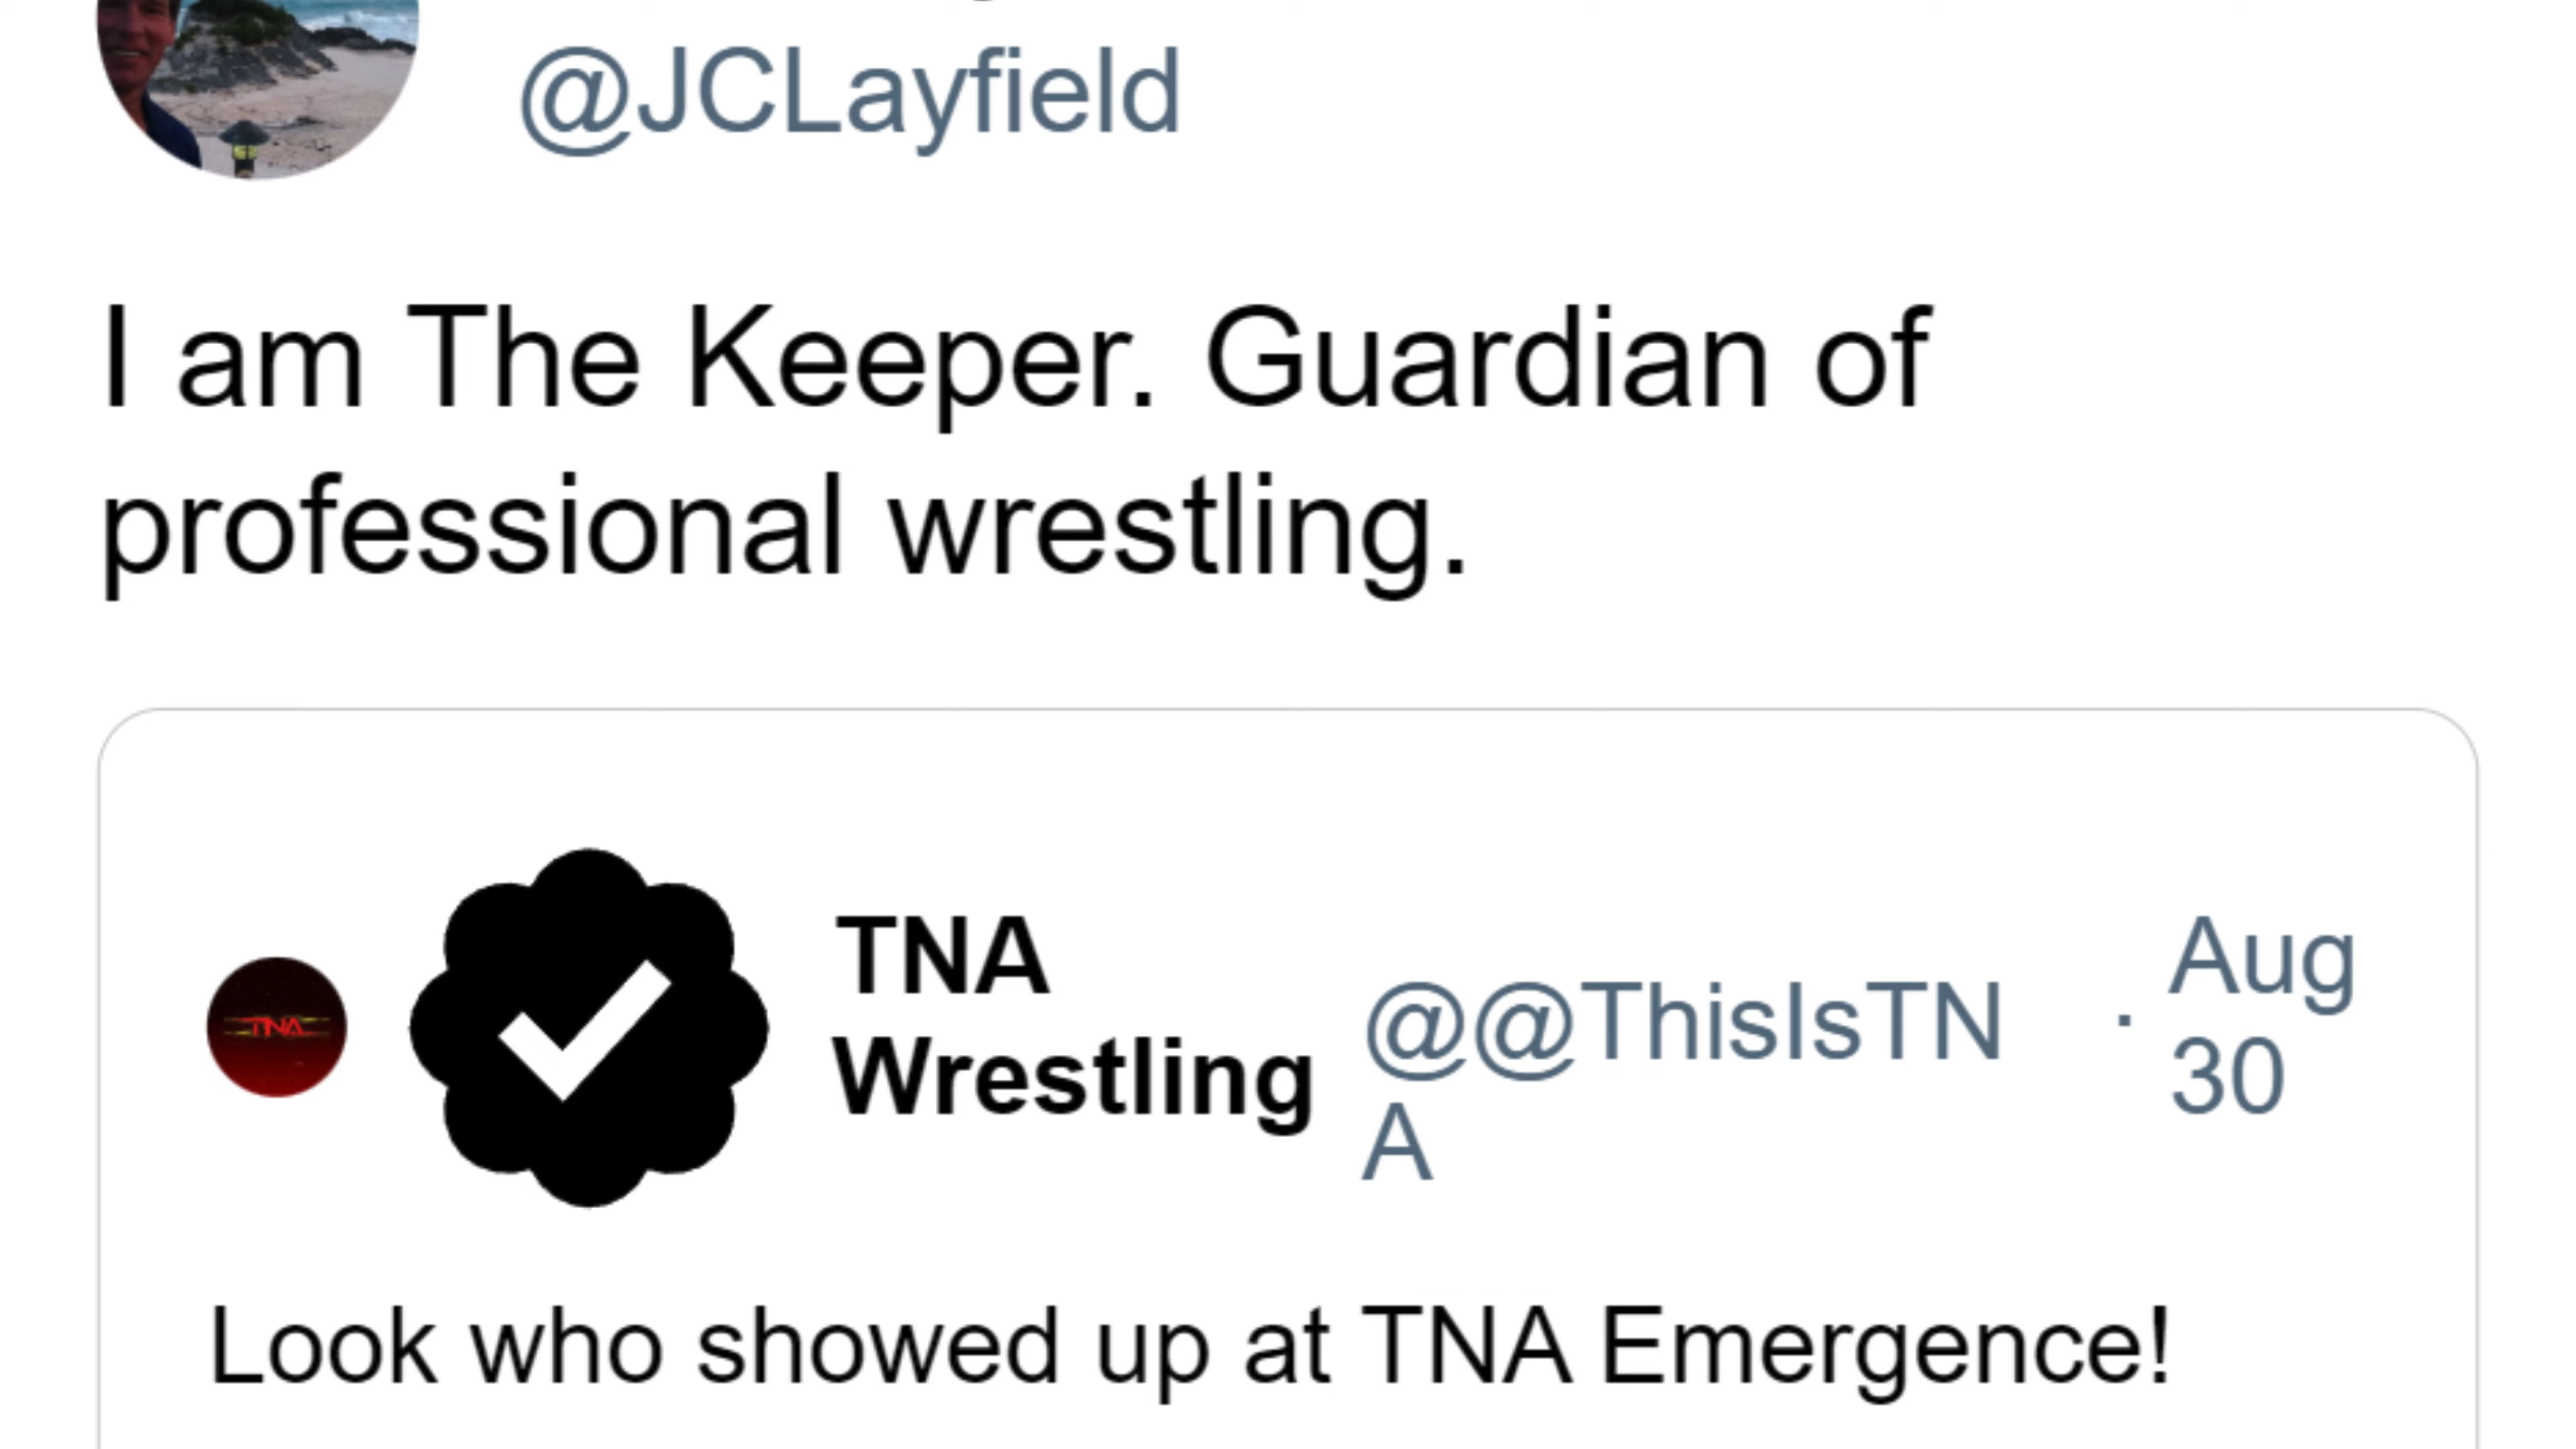 @JCLayfield
I am The Keeper. Guardian of
professional wrestling.
TNA
TNA
Wrestling
@@ThisIsTN
A
· Aug
30
Look who showed up at TNA Emergence!